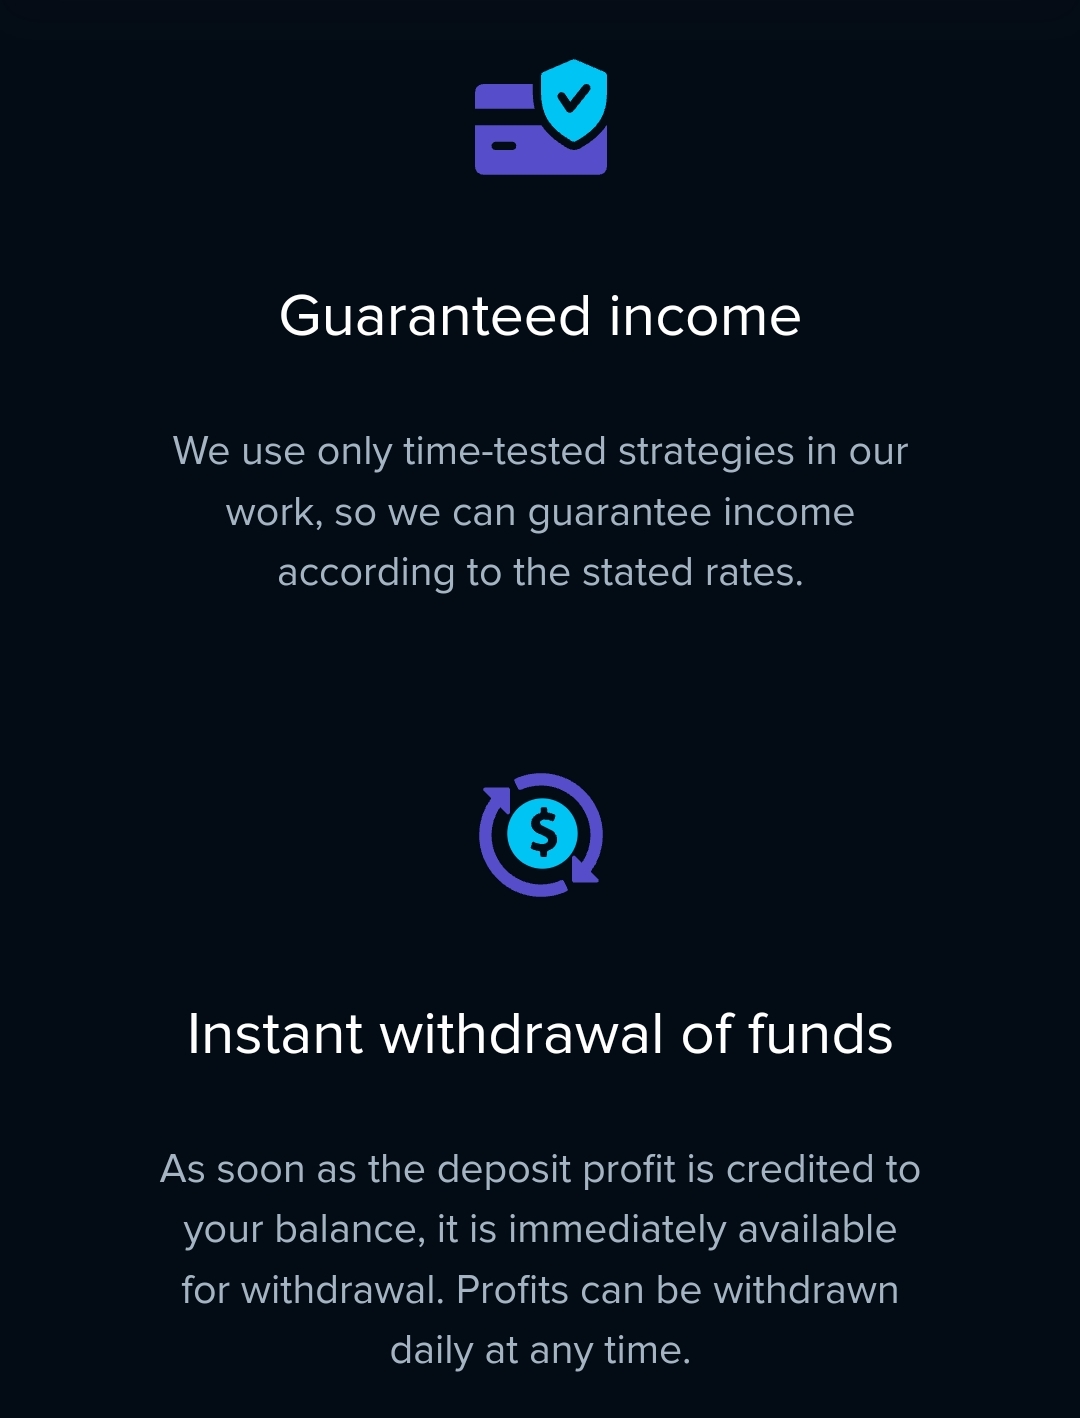 Guaranteed income
We use only time-tested strategies in our
work, so we can guarantee income
according to the stated rates.
$
Instant withdrawal of funds
As soon as the deposit profit is credited to
your balance, it is immediately available
for withdrawal. Profits can be withdrawn
daily at any time.